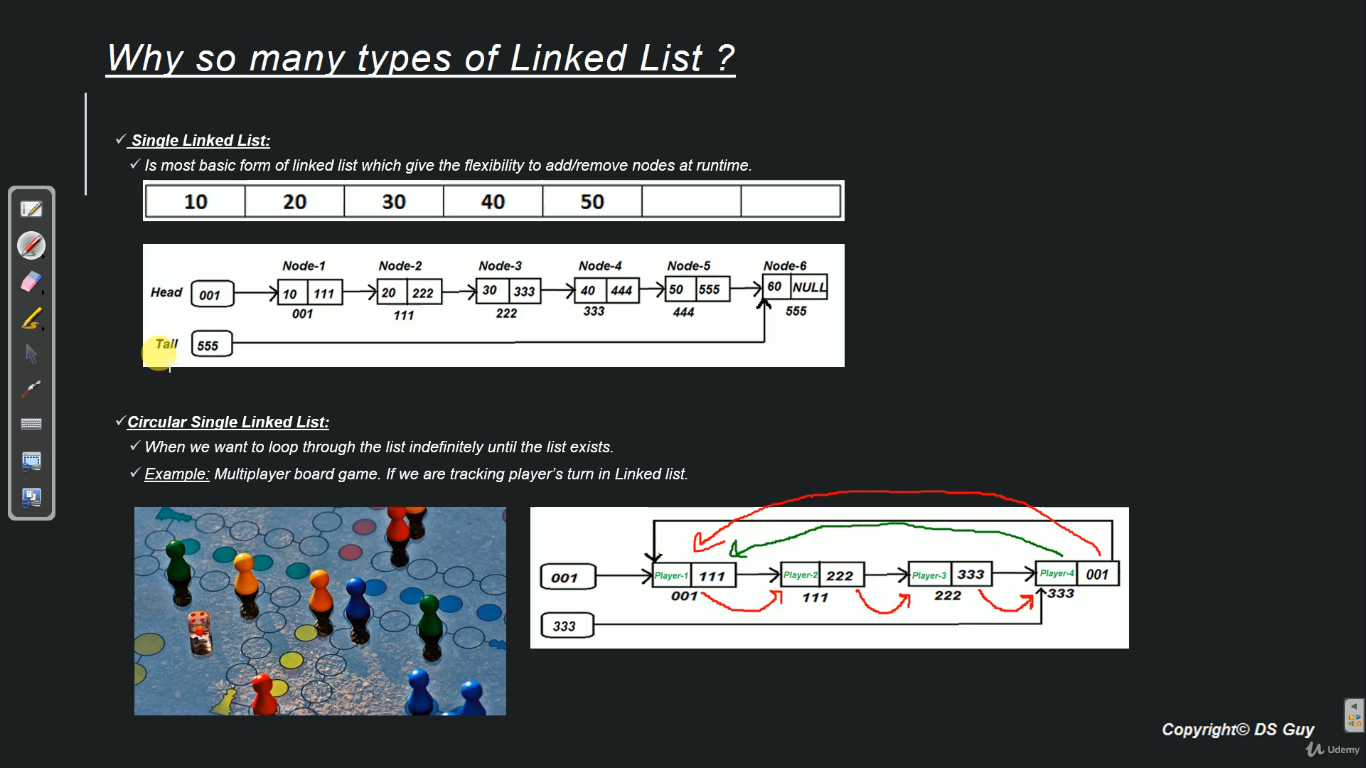 Why so many types of Linked List ?
✓ Single Linked List:
✓ Is most basic form of linked list which give the flexibility to add/remove nodes at runtime.
10 20 30 40 50
Node-1 Node-2 Node-3 Node-4 Node-5 Node-6
Head 001 10 111 20 222 30 333 40 444 50 555 60 NULL
001 111 222 333 444 555
Tail 555
✓ Circular Single Linked List:
✓ When we want to loop through the list indefinitely until the list exists.
✓ Example: Multiplayer board game. If we are tracking player's turn in Linked list.
001 Player-1 111 Player-2 222 Player-3 333 Player-4 001
001 111 222 333
333
Copyright© DS Guy
Udemy